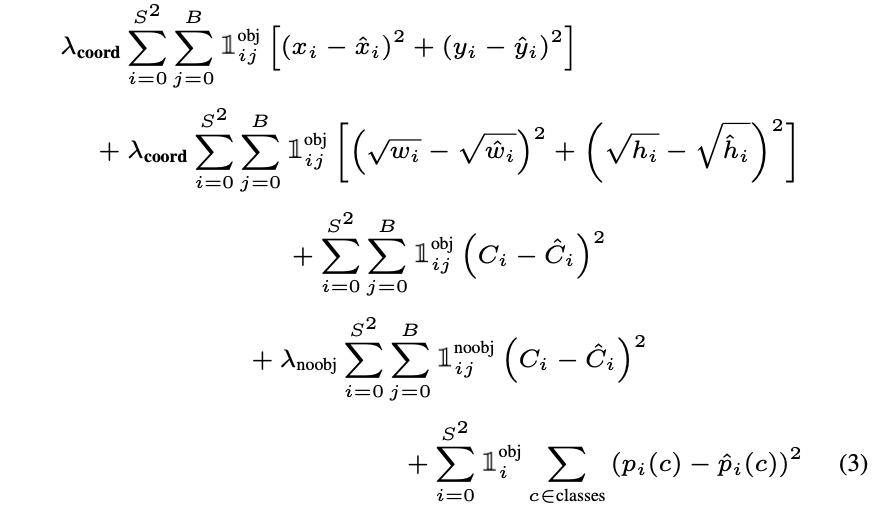 λ_coord ∑_{i=0}^{S^2} ∑_{j=0}^{B} 𝟙_{ij}^{obj} [(x_i − x̂_i)^2 + (y_i − ŷ_i)^2]
+ λ_coord ∑_{i=0}^{S^2} ∑_{j=0}^{B} 𝟙_{ij}^{obj} [(√w_i − √ŵ_i)^2 + (√h_i − √ĥ_i)^2]
+ ∑_{i=0}^{S^2} ∑_{j=0}^{B} 𝟙_{ij}^{obj} (C_i − Ĉ_i)^2
+ λ_noobj ∑_{i=0}^{S^2} ∑_{j=0}^{B} 𝟙_{ij}^{noobj} (C_i − Ĉ_i)^2
+ ∑_{i=0}^{S^2} 𝟙_i^{obj} ∑_{c∈classes} (p_i(c) − p̂_i(c))^2 (3)